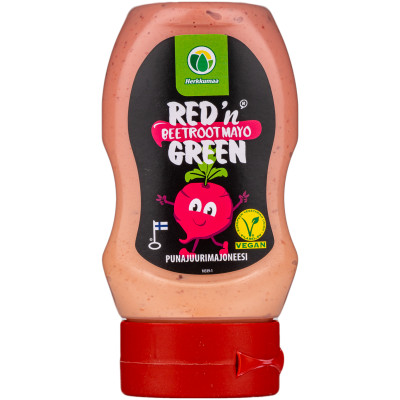 Herkkumaa
RED'n®
BEETROOT MAYO
GREEN
VEGAN
PUNAJUURIMAJONEESI